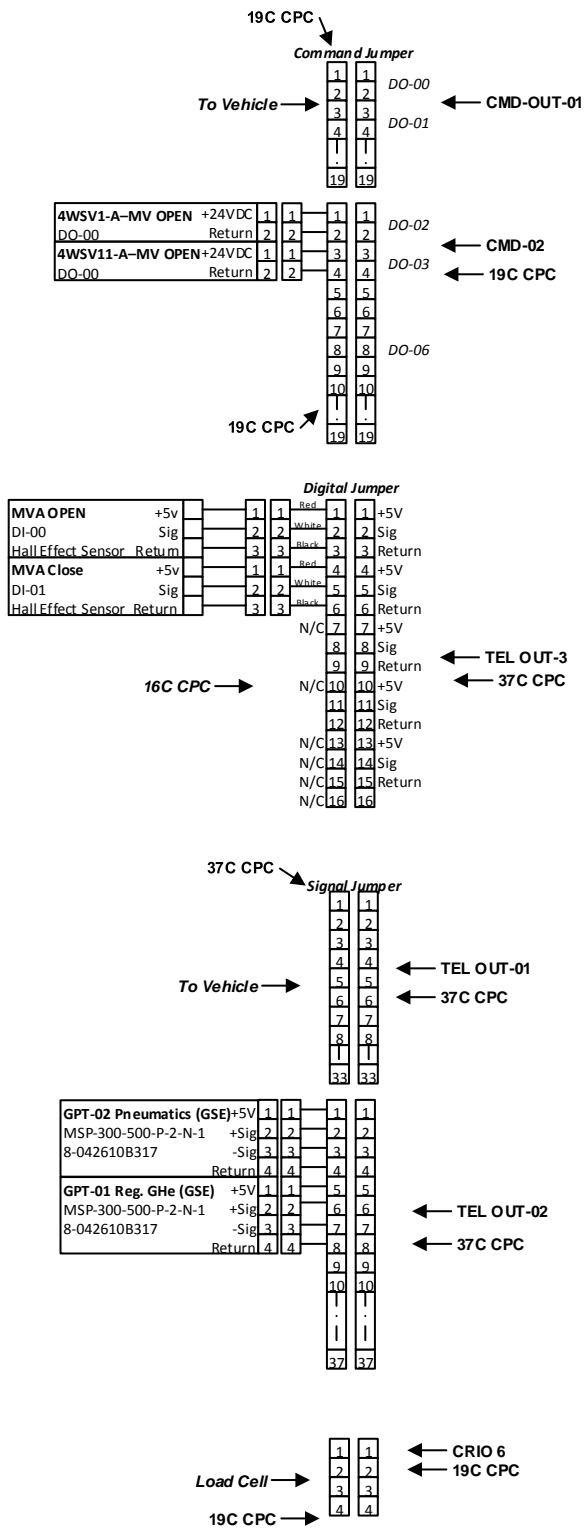 19C CPC
Command Jumper
1 1
2 2 DO-00
To Vehicle 3 3 CMD-OUT-01
4 4 DO-01
19 19
4WSV1-A–MV OPEN +24VDC 1 1 1 1
DO-00 Return 2 2 2 2 DO-02
4WSV11-A–MV OPEN +24VDC 1 1 3 3 CMD-02
DO-00 Return 2 2 4 4 DO-03 19C CPC
5 5
6 6
7 7
8 8 DO-06
9 9
10 10
19C CPC
19 19
Digital Jumper
MVA OPEN +5v 1 1 Red 1 1 +5V
DI-00 Sig 2 2 White 2 2 Sig
Hall Effect Sensor Return 3 3 Black 3 3 Return
MVA Close +5v 1 1 Red 4 4 +5V
DI-01 Sig 2 2 White 5 5 Sig
Hall Effect Sensor Return 3 3 Black 6 6 Return
N/C 7 7 +5V
8 8 Sig
9 9 Return TEL OUT-3
16C CPC N/C 10 10 +5V 37C CPC
11 11 Sig
12 12 Return
N/C 13 13 +5V
N/C 14 14 Sig
N/C 15 15 Return
N/C 16 16
37C CPC
Signal Jumper
1 1
2 2
3 3
4 4 TEL OUT-01
To Vehicle 5 5
6 6 37C CPC
7 7
8 8
33 33
GPT-02 Pneumatics (GSE) +5V 1 1 1 1
MSP-300-500-P-2-N-1 +Sig 2 2 2 2
8-042610B317 -Sig 3 3 3 3
Return 4 4 4 4
GPT-01 Reg. GHe (GSE) +5V 1 1 5 5
MSP-300-500-P-2-N-1 +Sig 2 2 6 6 TEL OUT-02
8-042610B317 -Sig 3 3 7 7
Return 4 4 8 8 37C CPC
9 9
10 10
37 37
1 1 CRIO 6
Load Cell 2 2 19C CPC
3 3
19C CPC 4 4